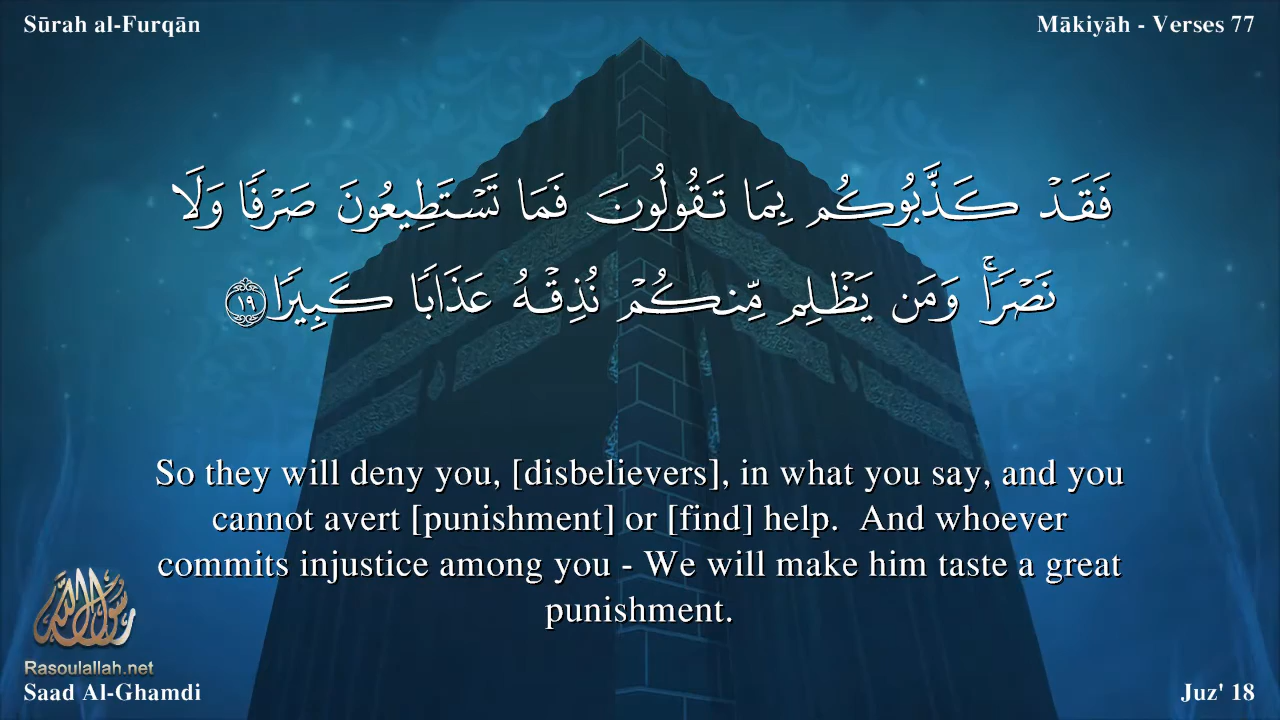 Sūrah al-Furqān
Mākiyāh - Verses 77
فَقَدْ كَذَّبُوكُم بِمَا تَقُولُونَ فَمَا تَسْتَطِيعُونَ صَرْفًا وَلَا
نَصْرًا ۚ وَمَن يَظْلِم مِّنكُمْ نُذِقْهُ عَذَابًا كَبِيرًا ١٩
So they will deny you, [disbelievers], in what you say, and you
cannot avert [punishment] or [find] help.  And whoever
commits injustice among you - We will make him taste a great
punishment.
رسول الله
Rasoulallah.net
Saad Al-Ghamdi
Juz' 18